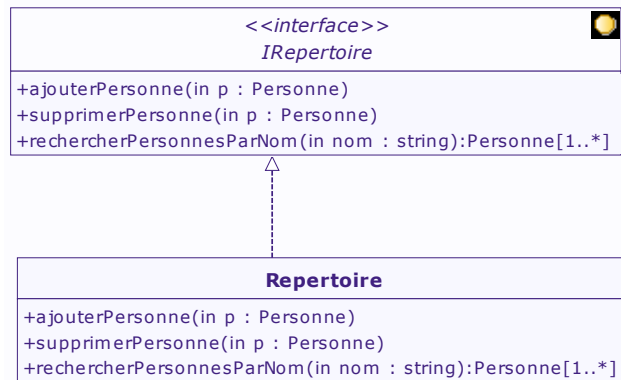 <<interface>>
IRepertoire
+ajouterPersonne(in p : Personne)
+supprimerPersonne(in p : Personne)
+rechercherPersonnesParNom(in nom : string):Personne[1..*]
Repertoire
+ajouterPersonne(in p : Personne)
+supprimerPersonne(in p : Personne)
+rechercherPersonnesParNom(in nom : string):Personne[1..*]